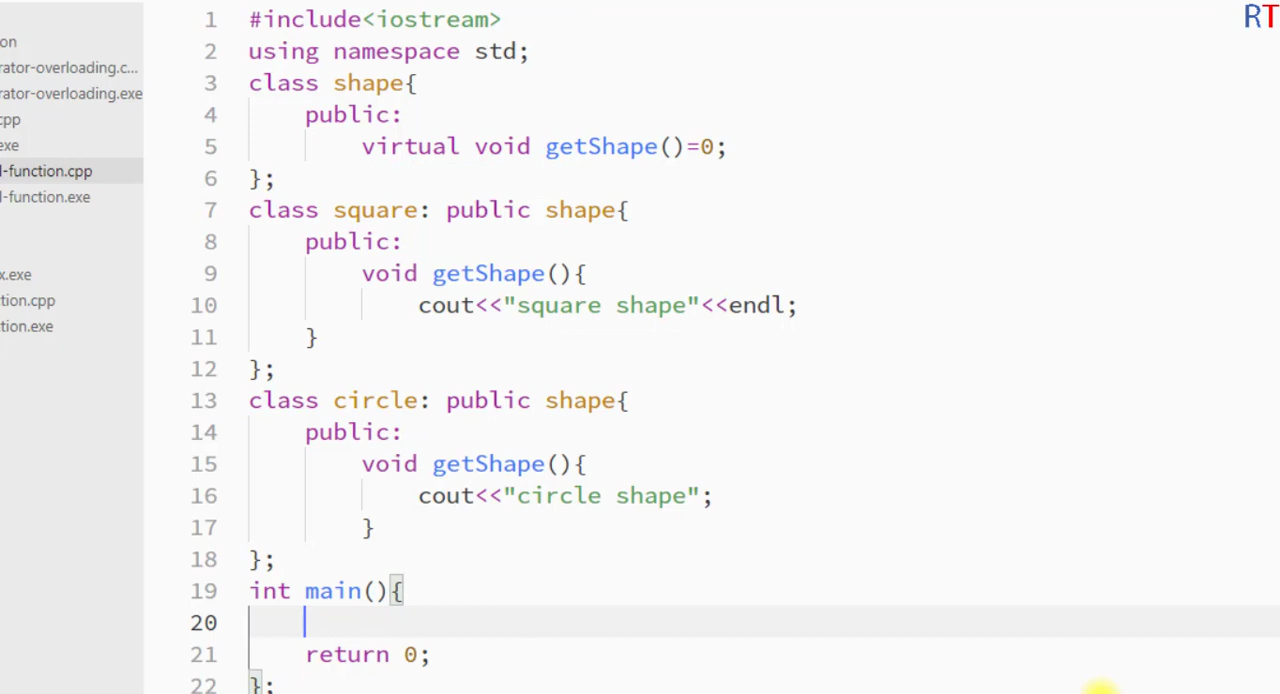 RT
on
rator-overloading.c...
rator-overloading.exe
cpp
exe
l-function.cpp
l-function.exe
x.exe
tion.cpp
tion.exe
1 #include<iostream>
2 using namespace std;
3 class shape{
4 public:
5 virtual void getShape()=0;
6 };
7 class square: public shape{
8 public:
9 void getShape(){
10 cout<<"square shape"<<endl;
11 }
12 };
13 class circle: public shape{
14 public:
15 void getShape(){
16 cout<<"circle shape";
17 }
18 };
19 int main(){
20
21 return 0;
22 };